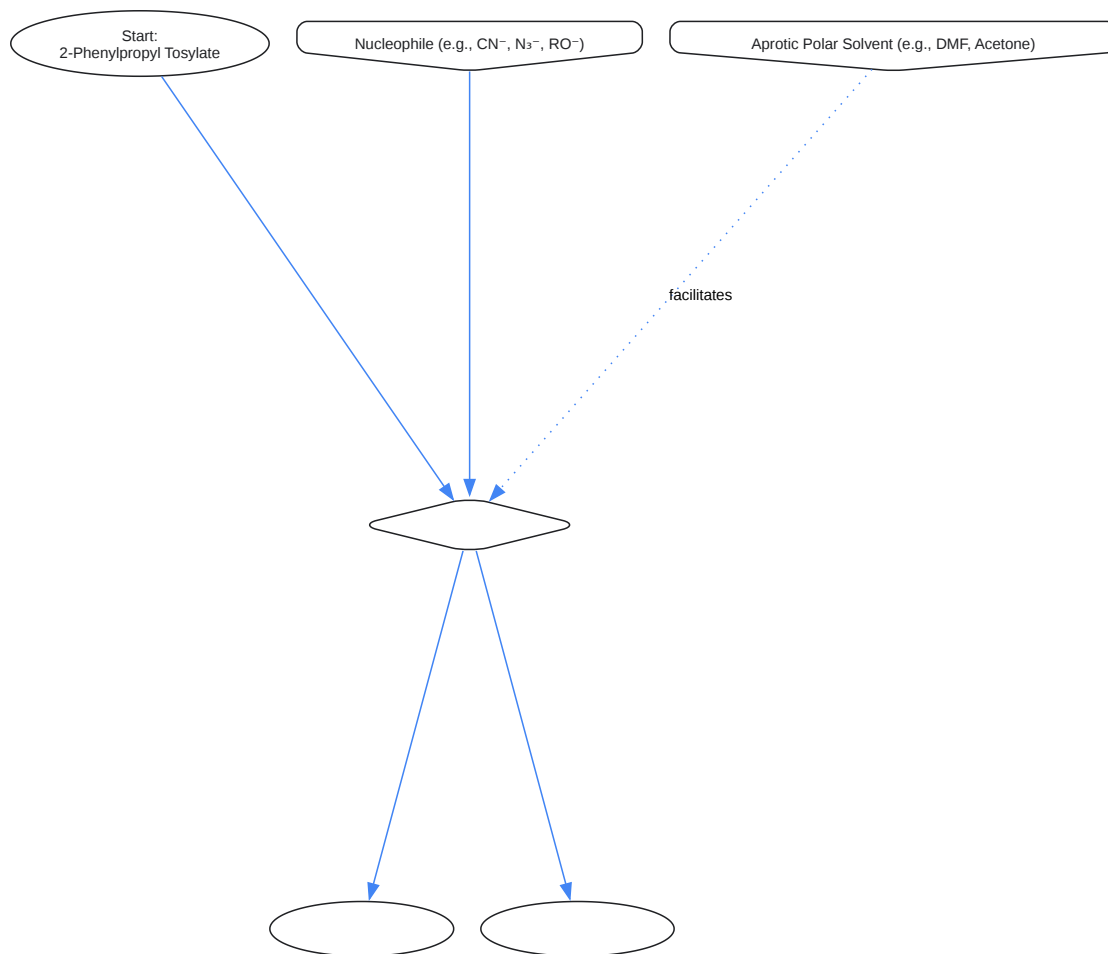 Start:
2-Phenylpropyl Tosylate
Nucleophile (e.g., CN⁻, N₃⁻, RO⁻)
Aprotic Polar Solvent (e.g., DMF, Acetone)
facilitates